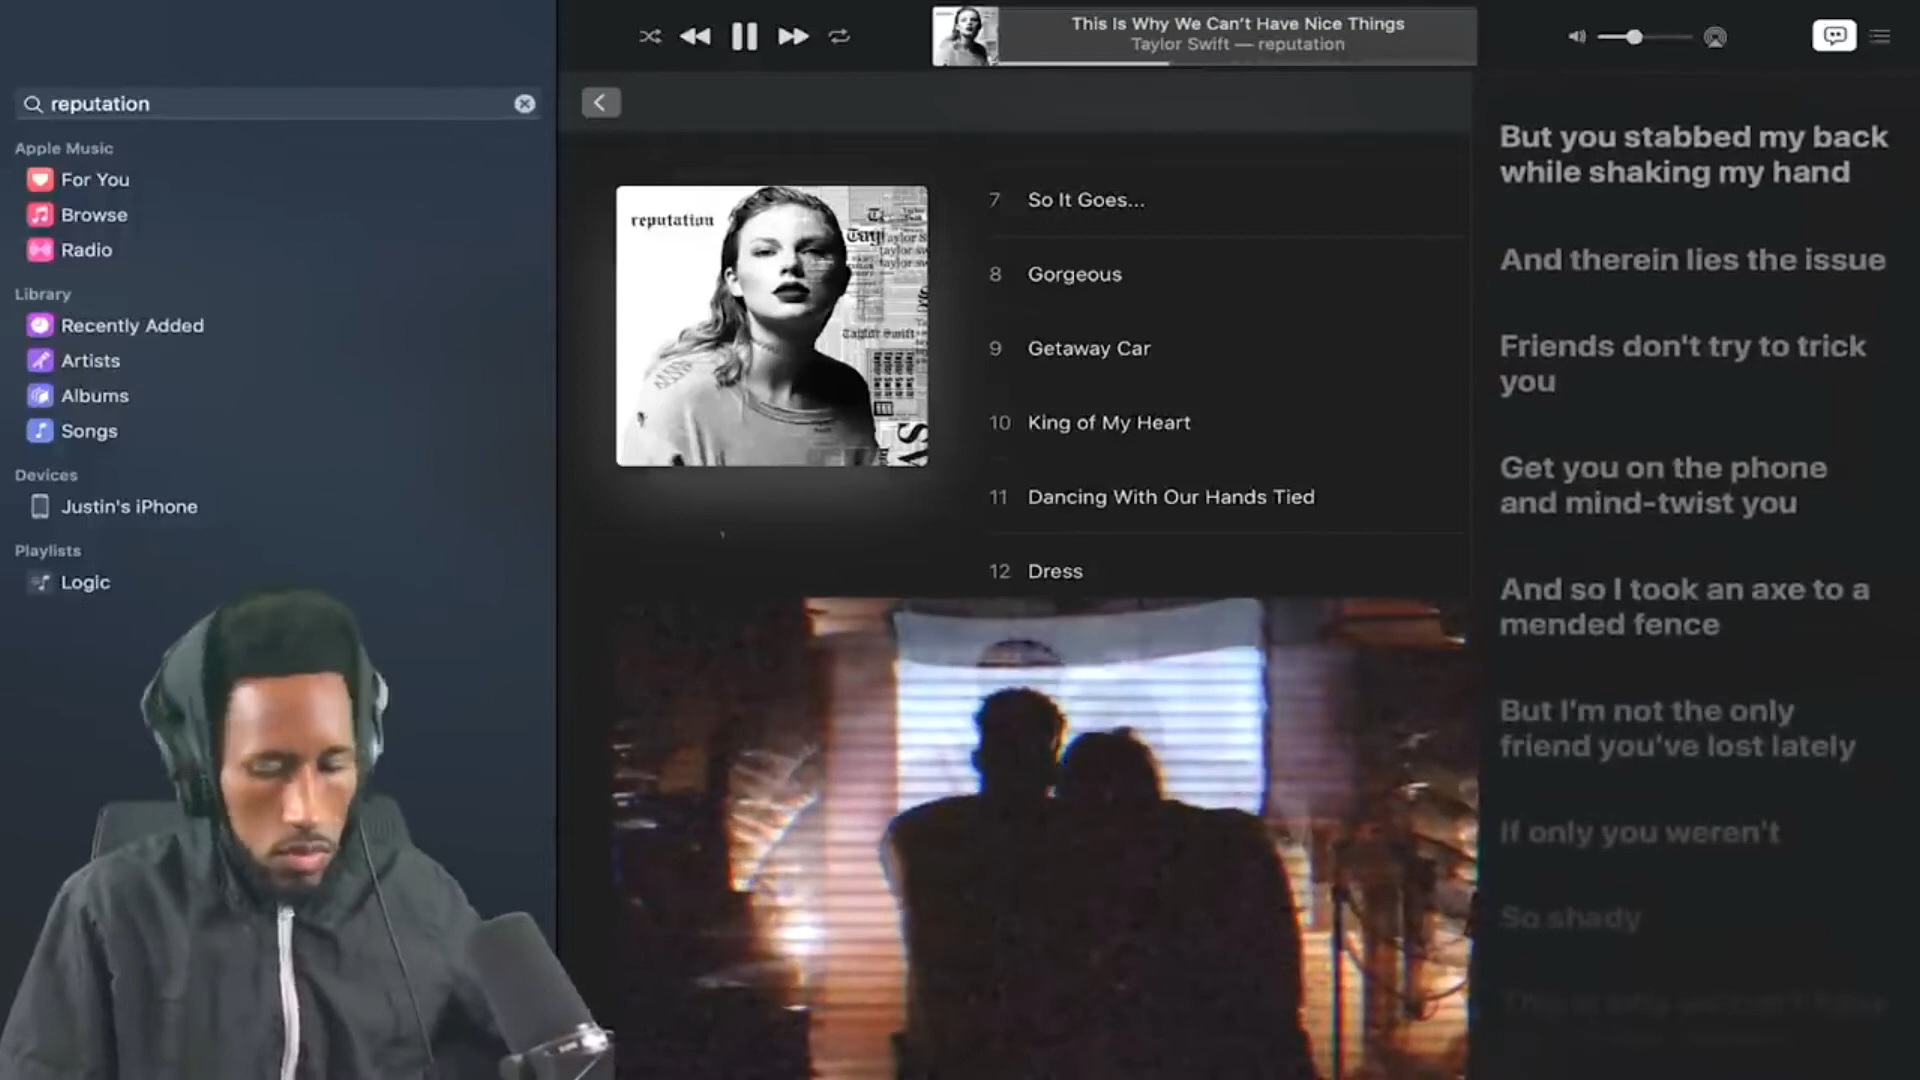 This Is Why We Can't Have Nice Things
Taylor Swift — reputation
reputation
Apple Music
For You
Browse
Radio
Library
Recently Added
Artists
Albums
Songs
Devices
Justin's iPhone
Playlists
Logic
reputation
Taylor Swift
7 So It Goes...
8 Gorgeous
9 Getaway Car
10 King of My Heart
11 Dancing With Our Hands Tied
12 Dress
But you stabbed my back
while shaking my hand
And therein lies the issue
Friends don't try to trick
you
Get you on the phone
and mind-twist you
And so I took an axe to a
mended fence
But I'm not the only
friend you've lost lately
If only you weren't
So shady